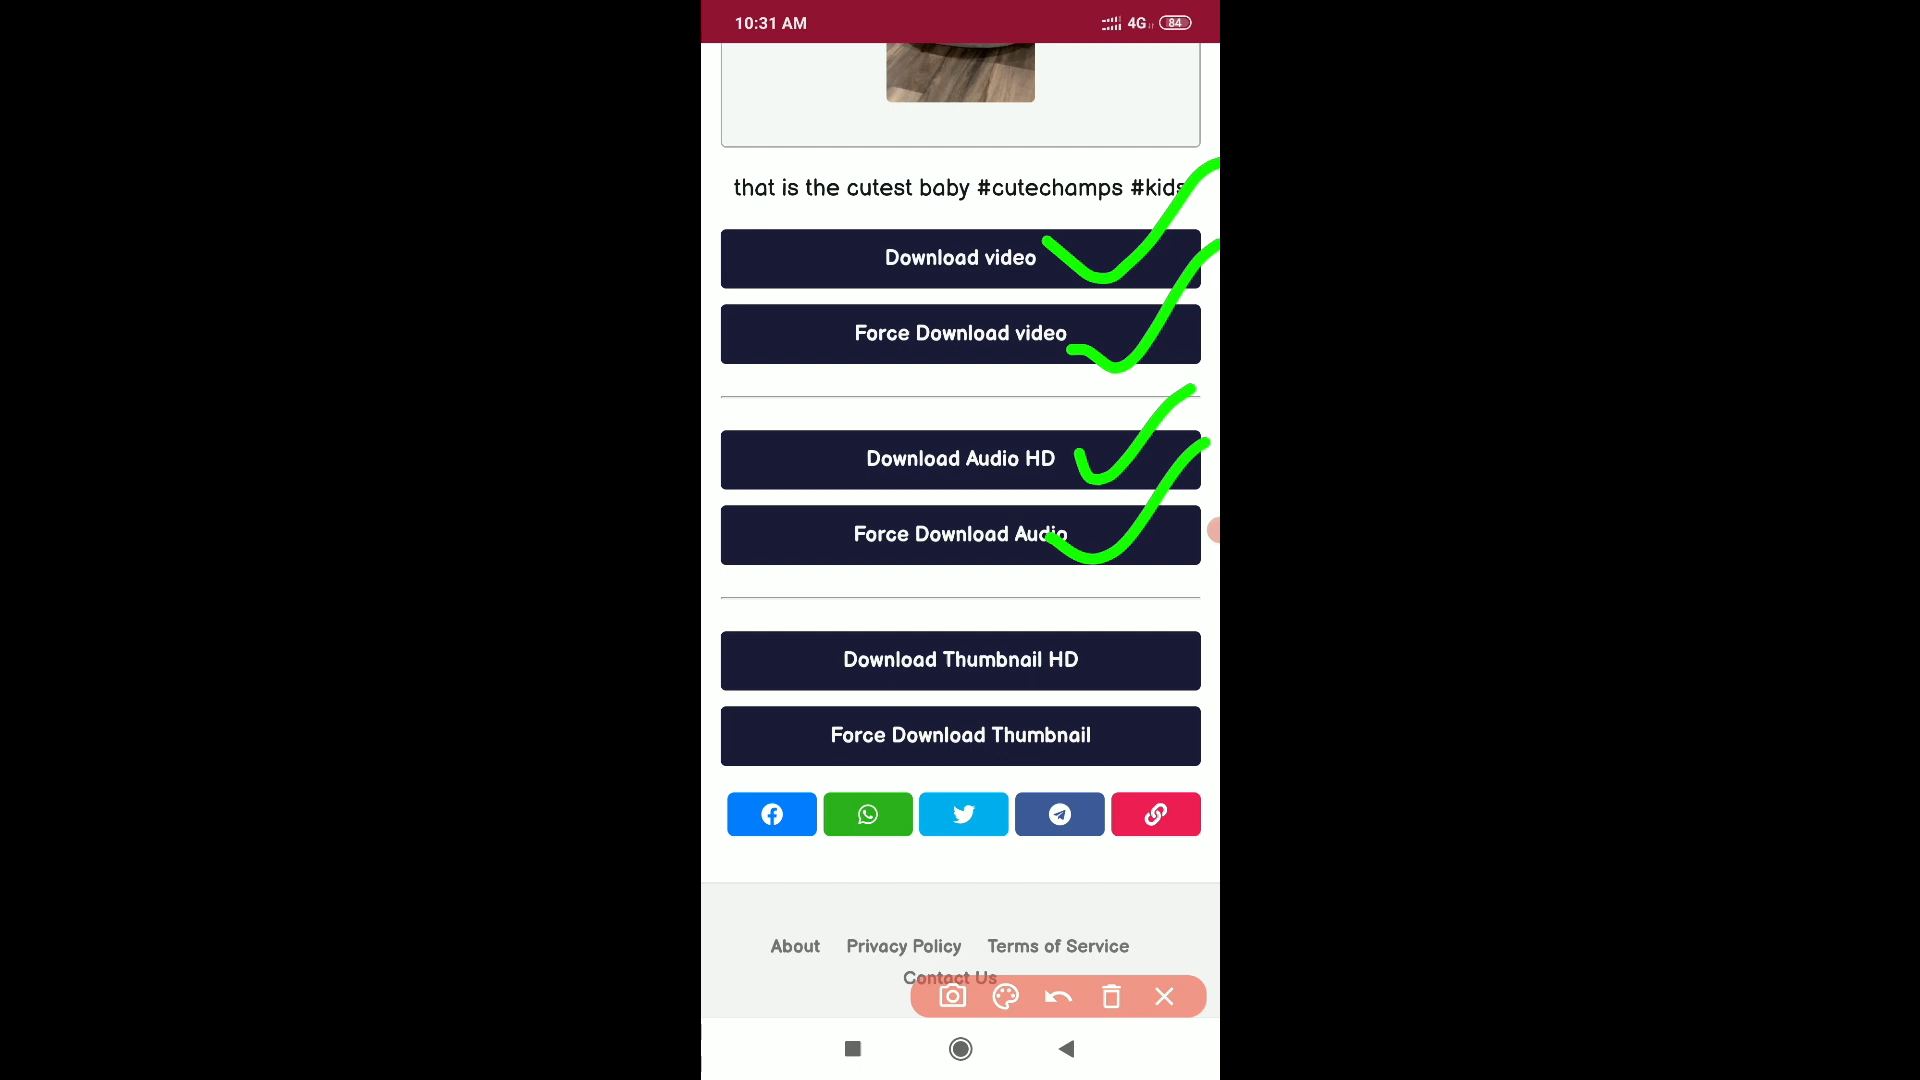 10:31 AM 4G 84
that is the cutest baby #cutechamps #kids
Download video
Force Download video
Download Audio HD
Force Download Audio
Download Thumbnail HD
Force Download Thumbnail
About Privacy Policy Terms of Service
Contact Us